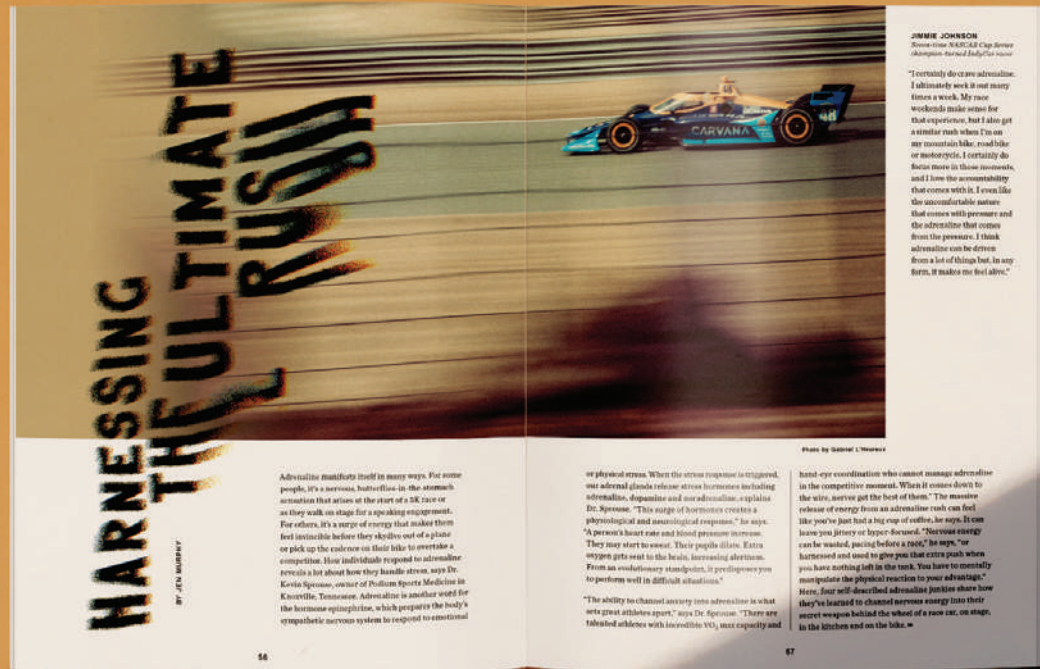 HARNESSING
THE ULTIMATE
RUSH
BY JEN MURPHY
CARVANA
48
JIMMIE JOHNSON
Seven-time NASCAR Cup Series
champion-turned IndyCar racer
"I certainly do crave adrenaline.
I ultimately seek it out many
times a week. My race
weekends make sense for
that experience, but I also get
a similar rush when I'm on
my mountain bike, road bike
or motorcycle. I certainly do
focus more in those moments,
and I love the accountability
that comes with it. I even like
the uncomfortable nature
that comes with pressure and
the adrenaline that comes
from the pressure. I think
adrenaline can be driven
from a lot of things but, in any
form, it makes me feel alive."
Photo by Gabriel L'Heureux
Adrenaline manifests itself in many ways. For some
people, it's a nervous, butterflies-in-the-stomach
sensation that arises at the start of a 5K race or
as they walk on stage for a speaking engagement.
For others, it's a surge of energy that makes them
feel invincible before they skydive out of a plane
or pick up the cadence on their bike to overtake a
competitor. How individuals respond to adrenaline
reveals a lot about how they handle stress, says Dr.
Kevin Sprouse, owner of Podium Sports Medicine in
Knoxville, Tennessee. Adrenaline is another word for
the hormone epinephrine, which prepares the body's
sympathetic nervous system to respond to emotional
or physical stress. When the stress response is triggered,
our adrenal glands release stress hormones including
adrenaline, dopamine and noradrenaline, explains
Dr. Sprouse. "This surge of hormones creates a
physiological and neurological response," he says.
"A person's heart rate and blood pressure increase.
They may start to sweat. Their pupils dilate. Extra
oxygen gets sent to the brain, increasing alertness.
From an evolutionary standpoint, it predisposes you
to perform well in difficult situations."
"The ability to channel anxiety into adrenaline is what
sets great athletes apart," says Dr. Sprouse. "There are
talented athletes with incredible VO₂ max capacity and
hand-eye coordination who cannot manage adrenaline
in the competitive moment. When it comes down to
the wire, nerves get the best of them." The massive
release of energy from an adrenaline rush can feel
like you've just had a big cup of coffee, he says. It can
leave you jittery or hyper-focused. "Nervous energy
can be wasted, pacing before a race," he says, "or
harnessed and used to give you that extra push when
you have nothing left in the tank. You have to mentally
manipulate the physical reaction to your advantage."
Here, four self-described adrenaline junkies share how
they've learned to channel nervous energy into their
secret weapon behind the wheel of a race car, on stage,
in the kitchen and on the bike.
56
57